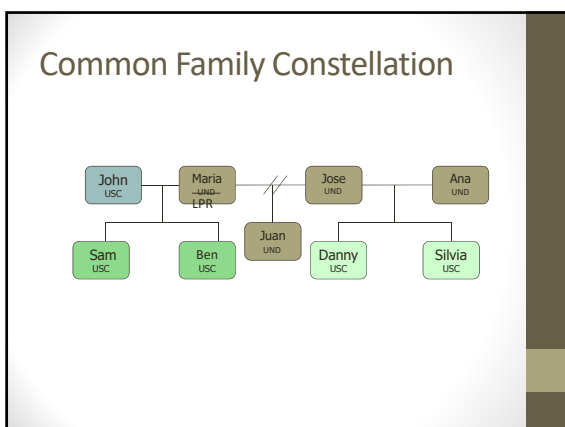 Common Family Constellation
John
USC
Maria
UND
LPR
Jose
UND
Ana
UND
Juan
UND
Sam
USC
Ben
USC
Danny
USC
Silvia
USC